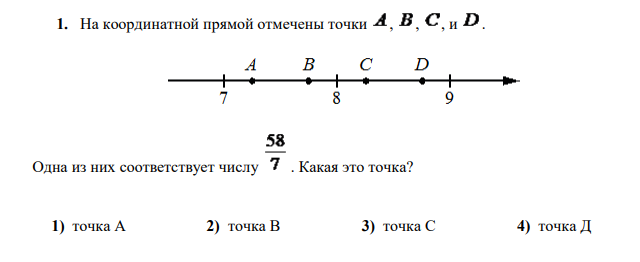 1. На координатной прямой отмечены точки A, B, C, и D.
A B C D
7 8 9
Одна из них соответствует числу 58/7. Какая это точка?
1) точка А 2) точка В 3) точка С 4) точка Д